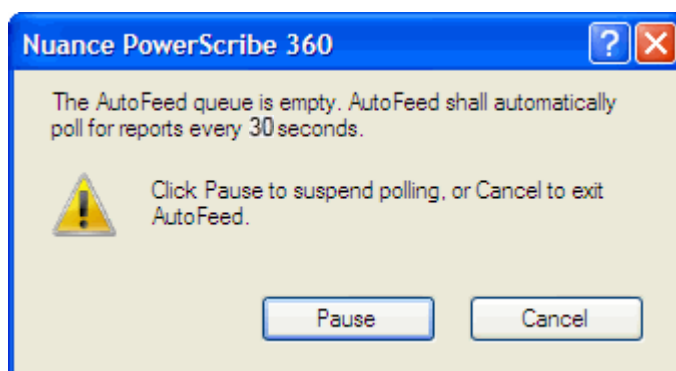 Nuance PowerScribe 360
The AutoFeed queue is empty. AutoFeed shall automatically
poll for reports every 30 seconds.
Click Pause to suspend polling, or Cancel to exit
AutoFeed.
Pause Cancel